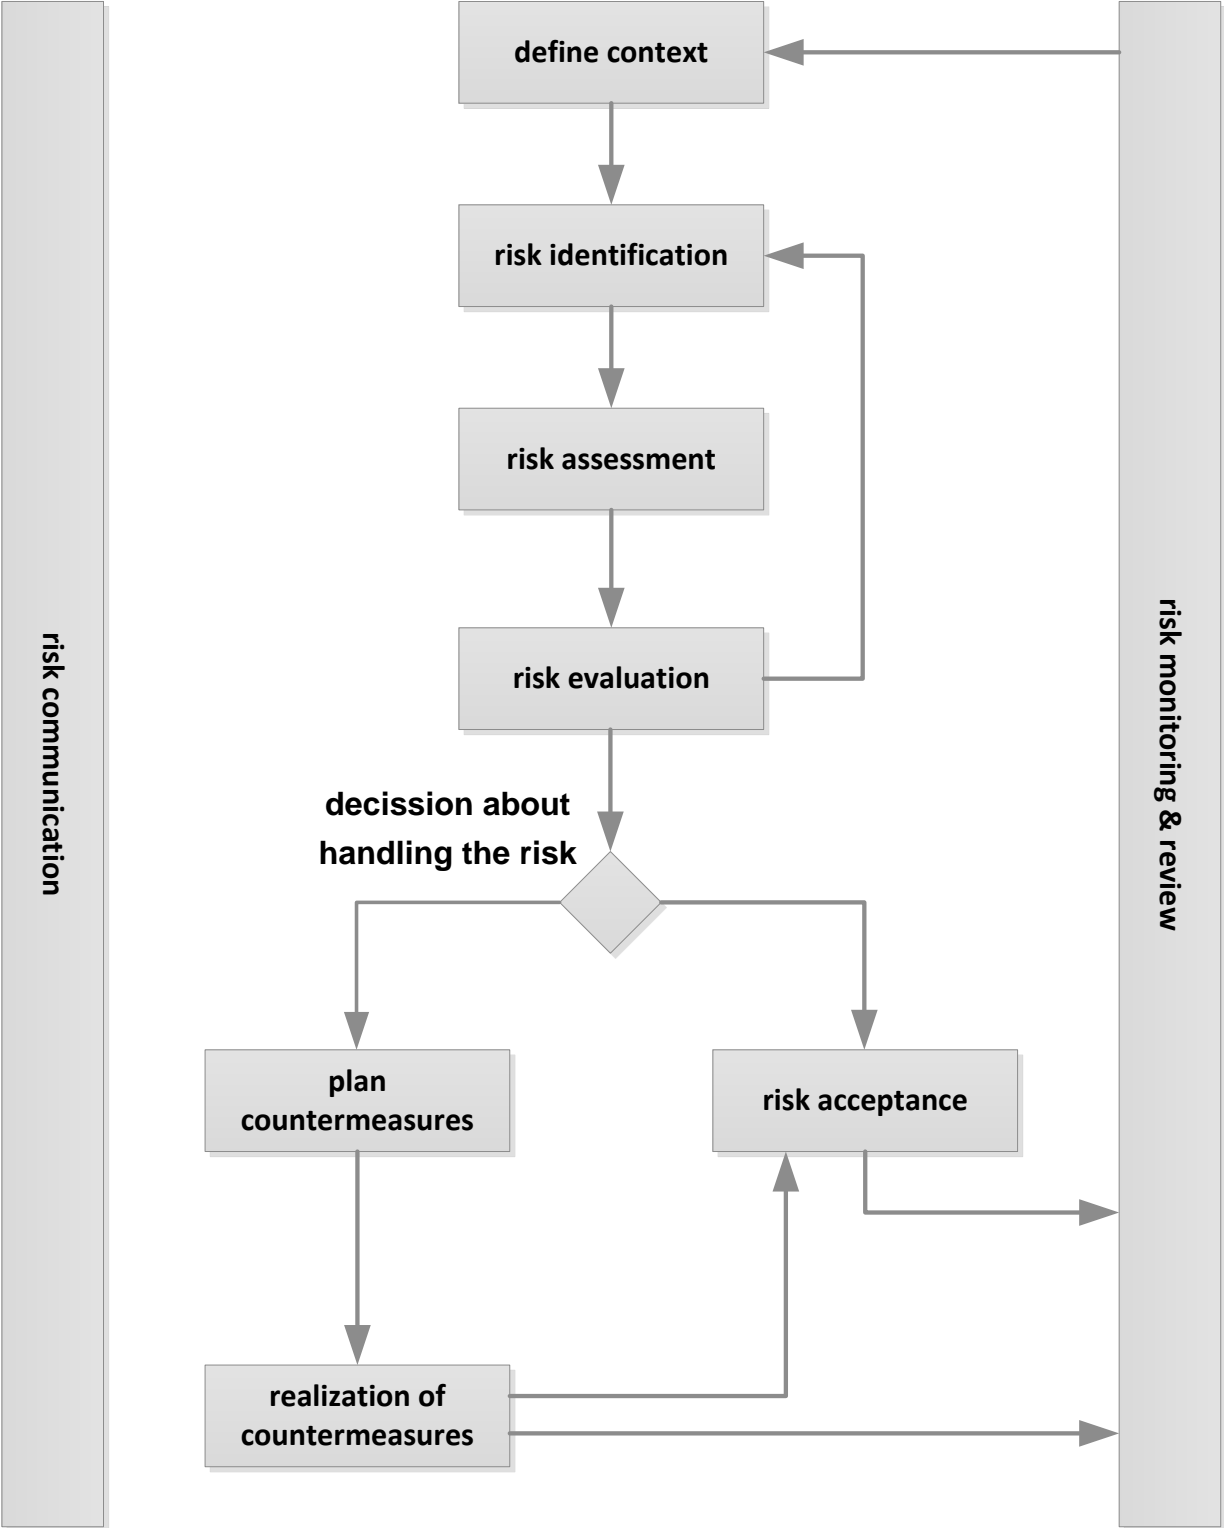 define context
risk identification
risk assessment
risk evaluation
decission about
handling the risk
plan
countermeasures
risk acceptance
realization of
countermeasures
risk communication
risk monitoring & review